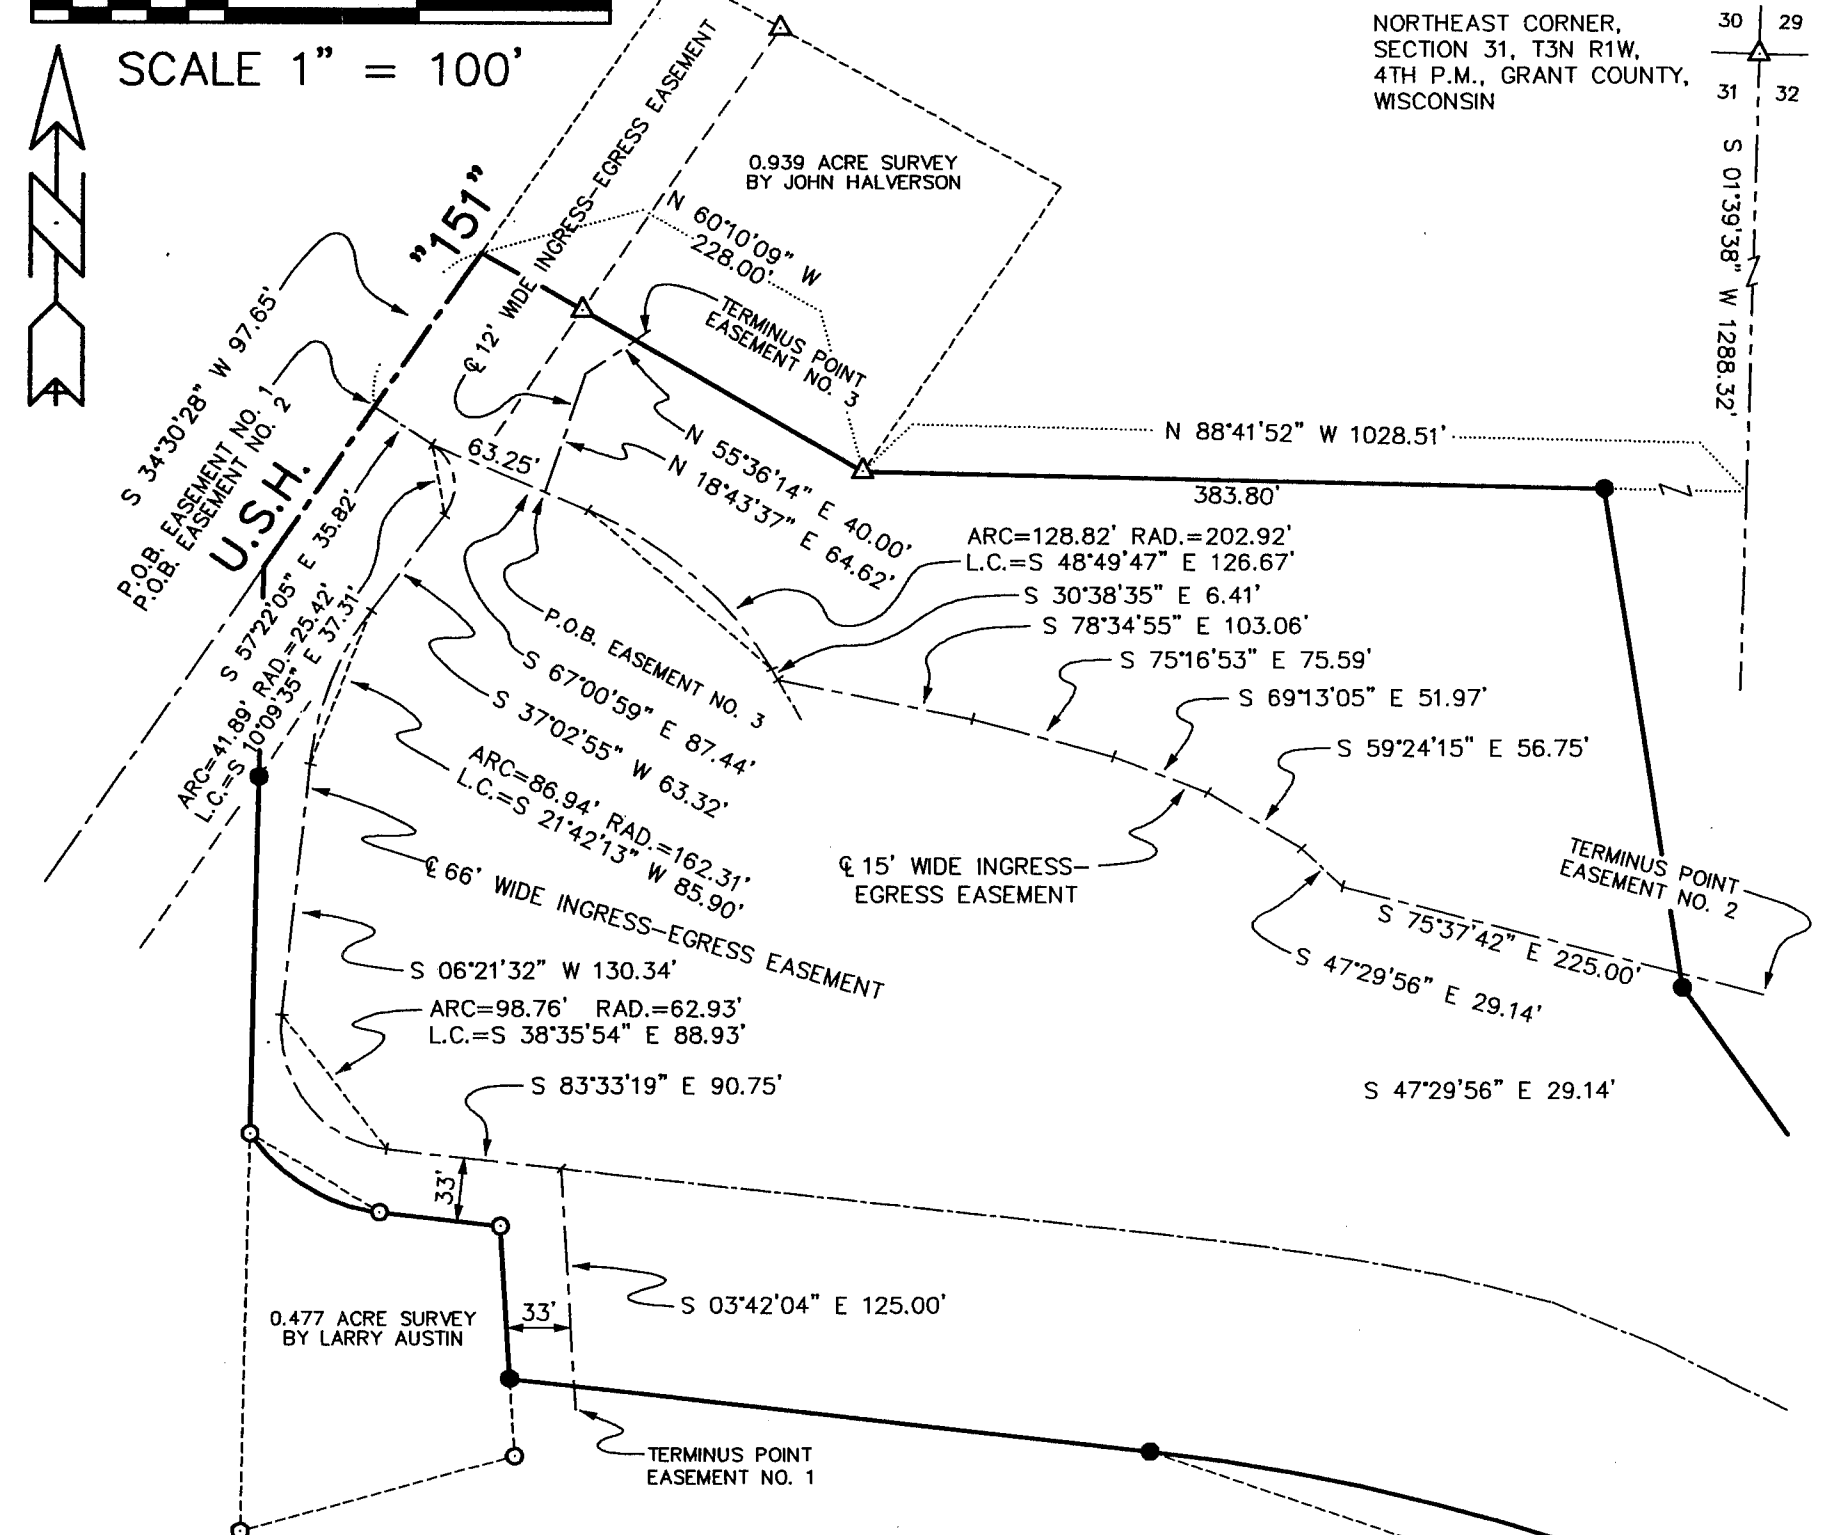 SCALE 1" = 100'
NORTHEAST CORNER,
SECTION 31, T3N R1W,
4TH P.M., GRANT COUNTY,
WISCONSIN
30 29
31 32
S 01°39'38" W 1288.32'
℄ 12' WIDE INGRESS-EGRESS EASEMENT
0.939 ACRE SURVEY
BY JOHN HALVERSON
"151"
U.S.H.
N 60°10'09" W
228.00'
TERMINUS POINT
EASEMENT NO. 3
S 34°30'28" W 97.65'
P.O.B. EASEMENT NO. 1
P.O.B. EASEMENT NO. 2
63.25'
N 55°36'14" E 40.00'
N 18°43'37" E 64.62'
N 88°41'52" W 1028.51'
383.80'
S 57°22'05" E 35.82'
ARC=41.89' RAD.=25.42'
L.C.=S 10°09'35" E 37.31'
ARC=128.82' RAD.=202.92'
L.C.=S 48°49'47" E 126.67'
S 30°38'35" E 6.41'
S 78°34'55" E 103.06'
S 75°16'53" E 75.59'
S 69°13'05" E 51.97'
S 59°24'15" E 56.75'
P.O.B. EASEMENT NO. 3
S 67°00'59" E 87.44'
S 37°02'55" W 63.32'
ARC=86.94' RAD.=162.31'
L.C.=S 21°42'13" W 85.90'
℄ 66' WIDE INGRESS-EGRESS EASEMENT
℄ 15' WIDE INGRESS-
EGRESS EASEMENT
TERMINUS POINT
EASEMENT NO. 2
S 75°37'42" E 225.00'
S 47°29'56" E 29.14'
S 06°21'32" W 130.34'
ARC=98.76' RAD.=62.93'
L.C.=S 38°35'54" E 88.93'
S 83°33'19" E 90.75'
S 47°29'56" E 29.14'
33'
S 03°42'04" E 125.00'
33'
0.477 ACRE SURVEY
BY LARRY AUSTIN
TERMINUS POINT
EASEMENT NO. 1